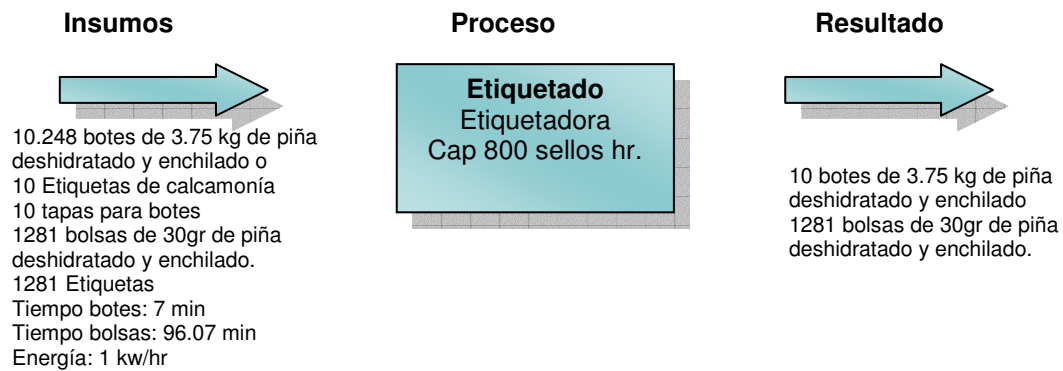 Insumos
Proceso
Resultado
10.248 botes de 3.75 kg de piña
deshidratado y enchilado o
10 Etiquetas de calcamonía
10 tapas para botes
1281 bolsas de 30gr de piña
deshidratado y enchilado.
1281 Etiquetas
Tiempo botes: 7 min
Tiempo bolsas: 96.07 min
Energía: 1 kw/hr
Etiquetado
Etiquetadora
Cap 800 sellos hr.
10 botes de 3.75 kg de piña
deshidratado y enchilado
1281 bolsas de 30gr de piña
deshidratado y enchilado.